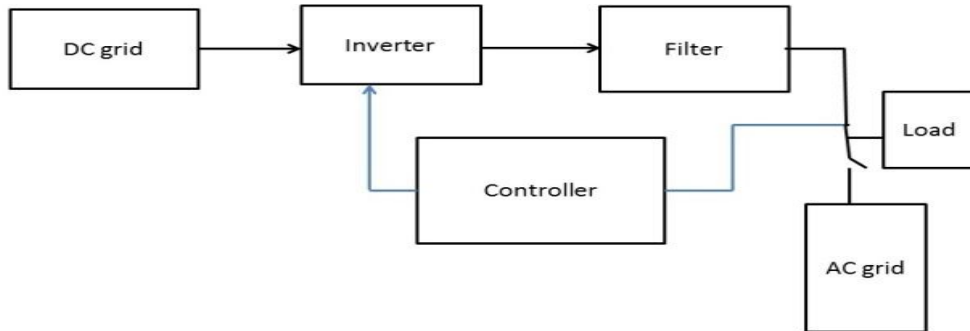 DC grid
Inverter
Filter
Load
Controller
AC grid